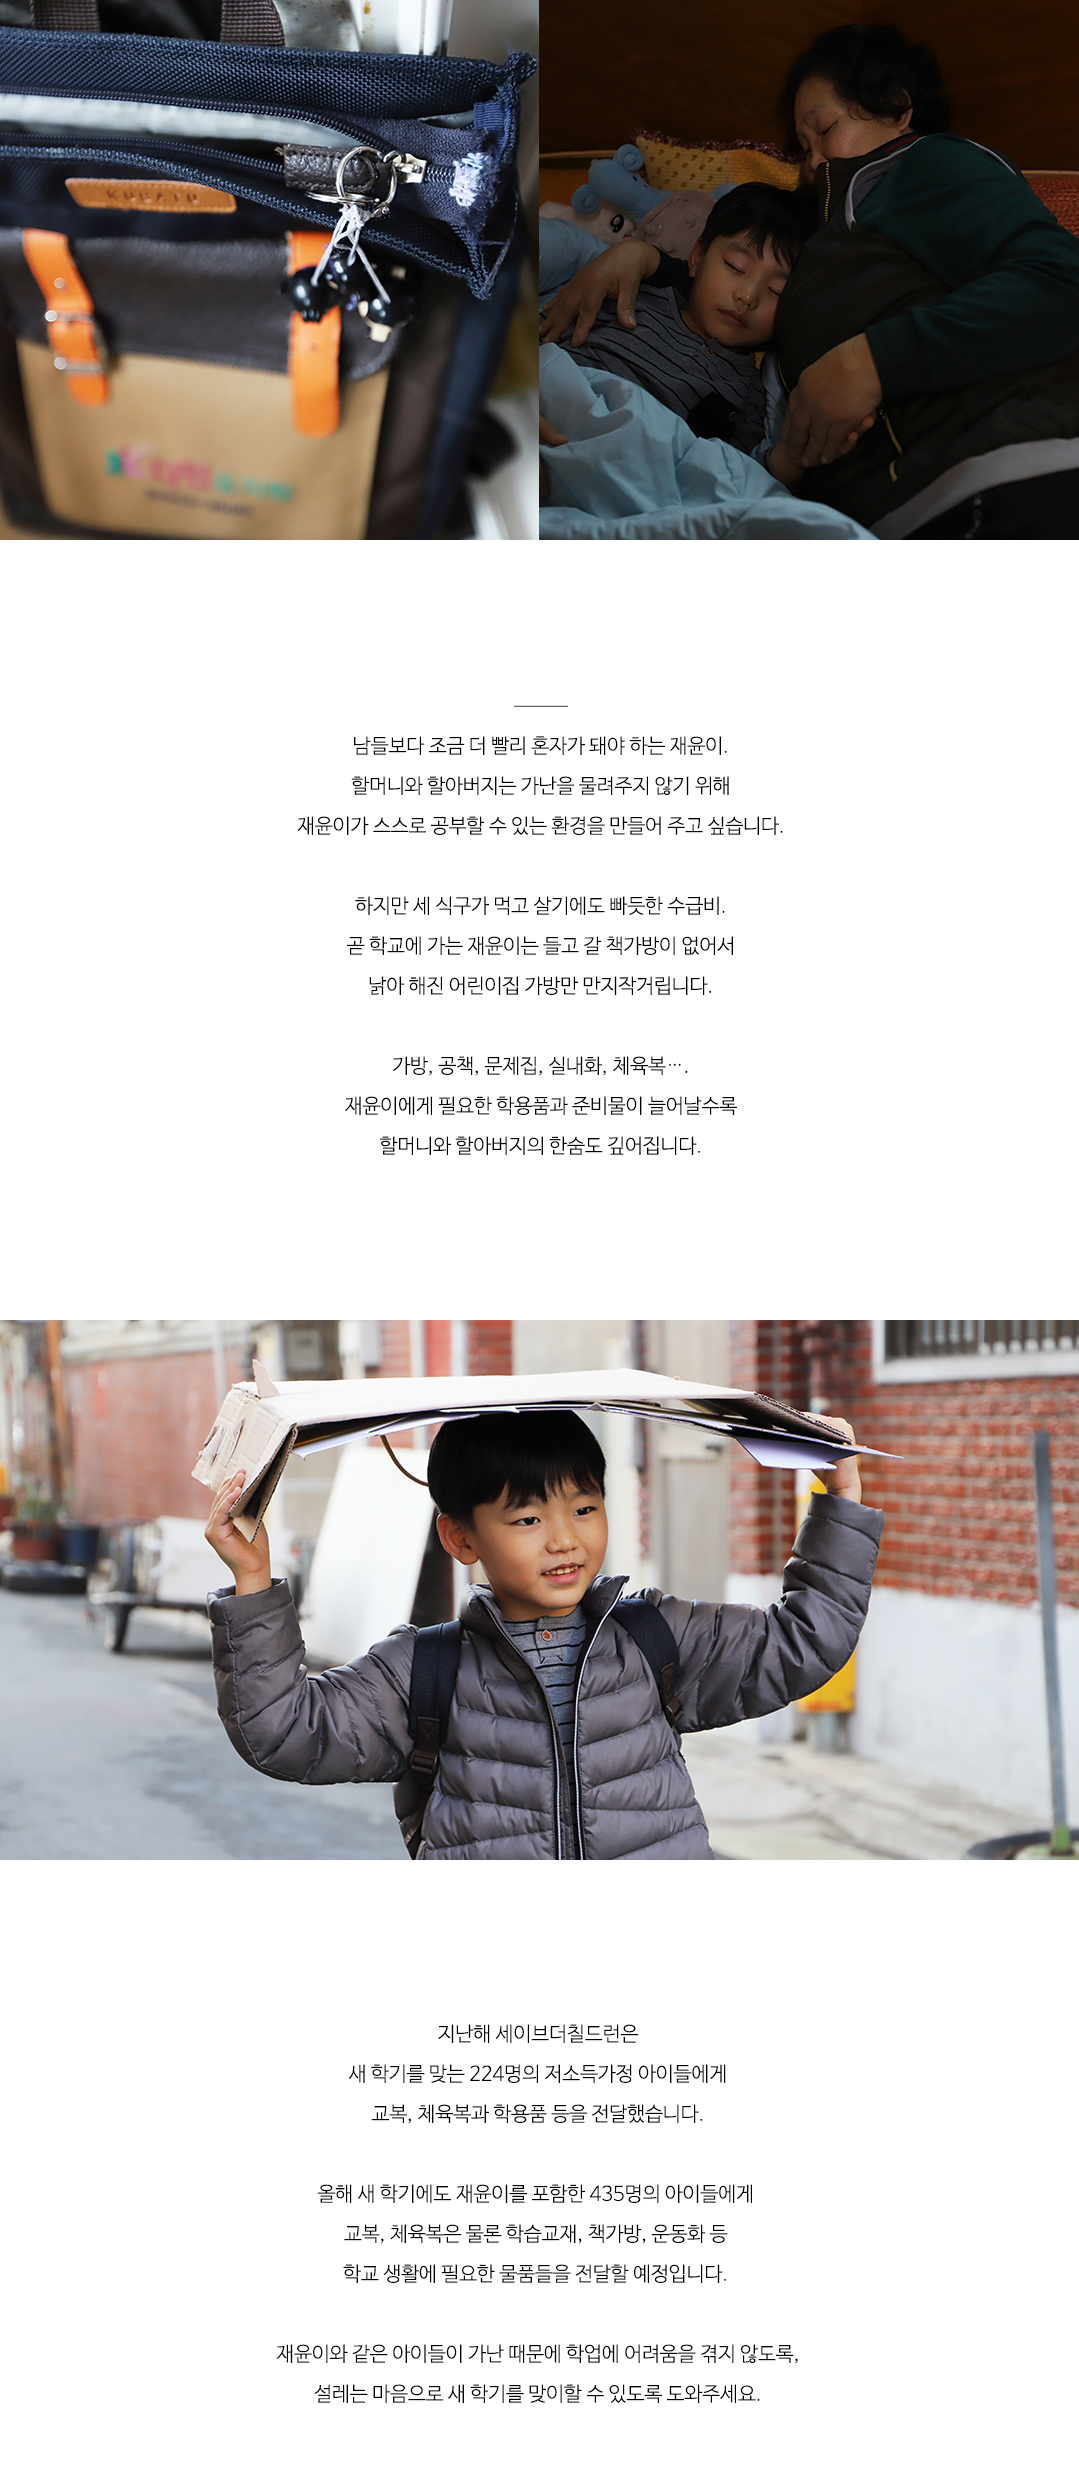 남들보다 조금 더 빨리 혼자가 돼야 하는 재윤이.
할머니와 할아버지는 가난을 물려주지 않기 위해
재윤이가 스스로 공부할 수 있는 환경을 만들어 주고 싶습니다.
하지만 세 식구가 먹고 살기에도 빠듯한 수급비.
곧 학교에 가는 재윤이는 들고 갈 책가방이 없어서
낡아 해진 어린이집 가방만 만지작거립니다.
가방, 공책, 문제집, 실내화, 체육복….
재윤이에게 필요한 학용품과 준비물이 늘어날수록
할머니와 할아버지의 한숨도 깊어집니다.
지난해 세이브더칠드런은
새 학기를 맞는 224명의 저소득가정 아이들에게
교복, 체육복과 학용품 등을 전달했습니다.
올해 새 학기에도 재윤이를 포함한 435명의 아이들에게
교복, 체육복은 물론 학습교재, 책가방, 운동화 등
학교 생활에 필요한 물품들을 전달할 예정입니다.
재윤이와 같은 아이들이 가난 때문에 학업에 어려움을 겪지 않도록,
설레는 마음으로 새 학기를 맞이할 수 있도록 도와주세요.